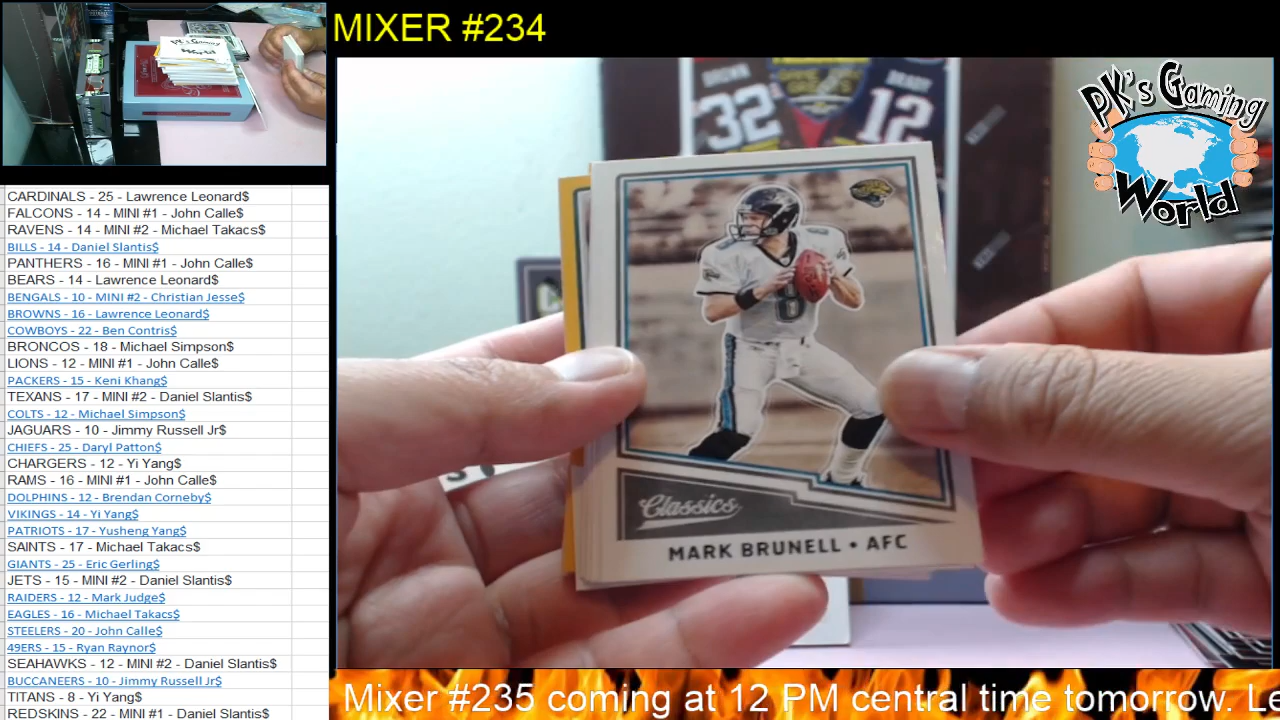 MIXER #234
PK's Gaming
World
CARDINALS - 25 - Lawrence Leonard$
FALCONS - 14 - MINI #1 - John Calle$
RAVENS - 14 - MINI #2 - Michael Takacs$
BILLS - 14 - Daniel Slantis$
PANTHERS - 16 - MINI #1 - John Calle$
BEARS - 14 - Lawrence Leonard$
BENGALS - 10 - MINI #2 - Christian Jesse$
BROWNS - 16 - Lawrence Leonard$
COWBOYS - 22 - Ben Contris$
BRONCOS - 18 - Michael Simpson$
LIONS - 12 - MINI #1 - John Calle$
PACKERS - 15 - Keni Khang$
TEXANS - 17 - MINI #2 - Daniel Slantis$
COLTS - 12 - Michael Simpson$
JAGUARS - 10 - Jimmy Russell Jr$
CHIEFS - 25 - Daryl Patton$
CHARGERS - 12 - Yi Yang$
RAMS - 16 - MINI #1 - John Calle$
DOLPHINS - 12 - Brendan Corneby$
VIKINGS - 14 - Yi Yang$
PATRIOTS - 17 - Yusheng Yang$
SAINTS - 17 - Michael Takacs$
GIANTS - 25 - Eric Gerling$
JETS - 15 - MINI #2 - Daniel Slantis$
RAIDERS - 12 - Mark Judge$
EAGLES - 16 - Michael Takacs$
STEELERS - 20 - John Calle$
49ERS - 15 - Ryan Raynor$
SEAHAWKS - 12 - MINI #2 - Daniel Slantis$
BUCCANEERS - 10 - Jimmy Russell Jr$
TITANS - 8 - Yi Yang$
REDSKINS - 22 - MINI #1 - Daniel Slantis$
BROWN
32
BRADY
12
8
Classics
MARK BRUNELL • AFC
PK's Gaming
World
Mixer #235 coming at 12 PM central time tomorrow. Le